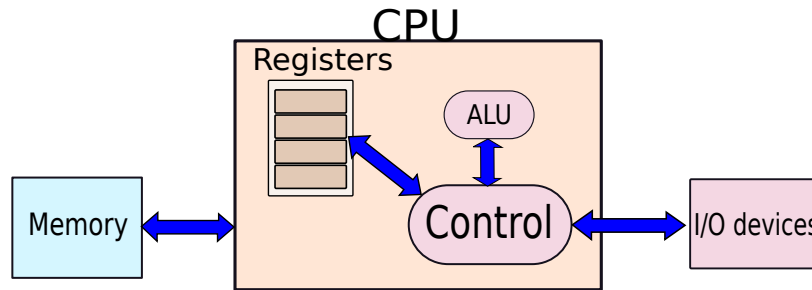 CPU
Registers
ALU
Memory
Control
I/O devices